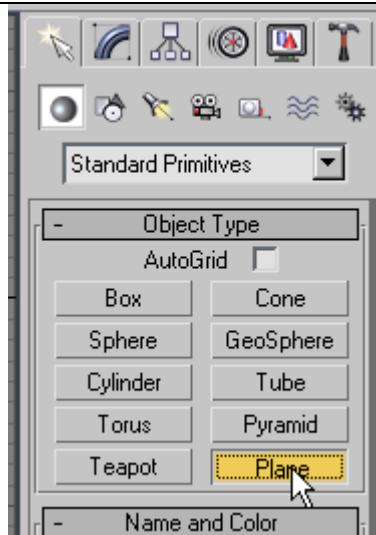 Standard Primitives
- Object Type
AutoGrid
Box Cone
Sphere GeoSphere
Cylinder Tube
Torus Pyramid
Teapot Plane
- Name and Color